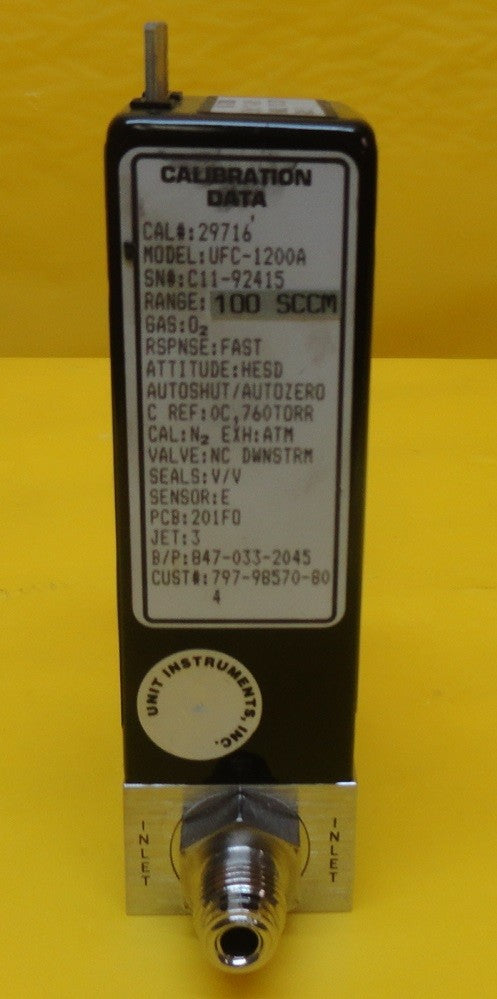 CALIBRATION
DATA
CAL#:29716
MODEL:UFC-1200A
SN#:C11-92415
RANGE: 100 SCCM
GAS:O₂
RSPNSE:FAST
ATTITUDE:HESD
AUTOSHUT/AUTOZERO
C REF:0C,760TORR
CAL:N₂ EXH:ATM
VALVE:NC DWNSTRM
SEALS:V/V
SENSOR:E
PCB:201FO
JET:3
B/P:847-033-2045
CUST#:797-98570-80
4
UNIT INSTRUMENTS, INC.
INLET
INLET